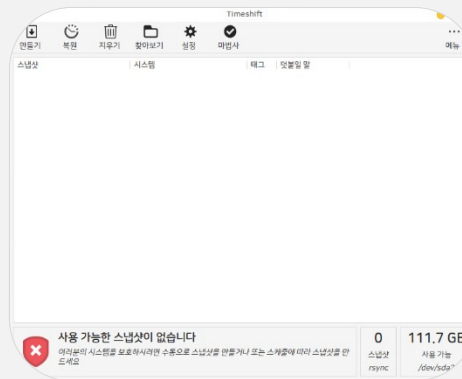 Timeshift
만들기 복원 지우기 찾아보기 설정 마법사 메뉴
스냅샷 시스템 태그 덧붙일 말
사용 가능한 스냅샷이 없습니다
여러분의 시스템을 보호하시려면 수동으로 스냅샷을 만들거나 또는 스케줄에 따라 스냅샷을 만
드세요
0 111.7 GB
스냅샷 사용 가능
rsync